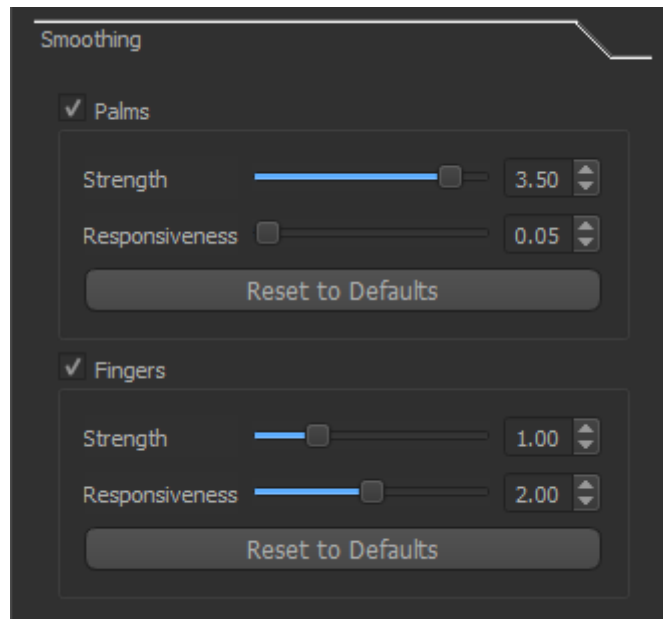 Smoothing
Palms
Strength 3.50
Responsiveness 0.05
Reset to Defaults
Fingers
Strength 1.00
Responsiveness 2.00
Reset to Defaults